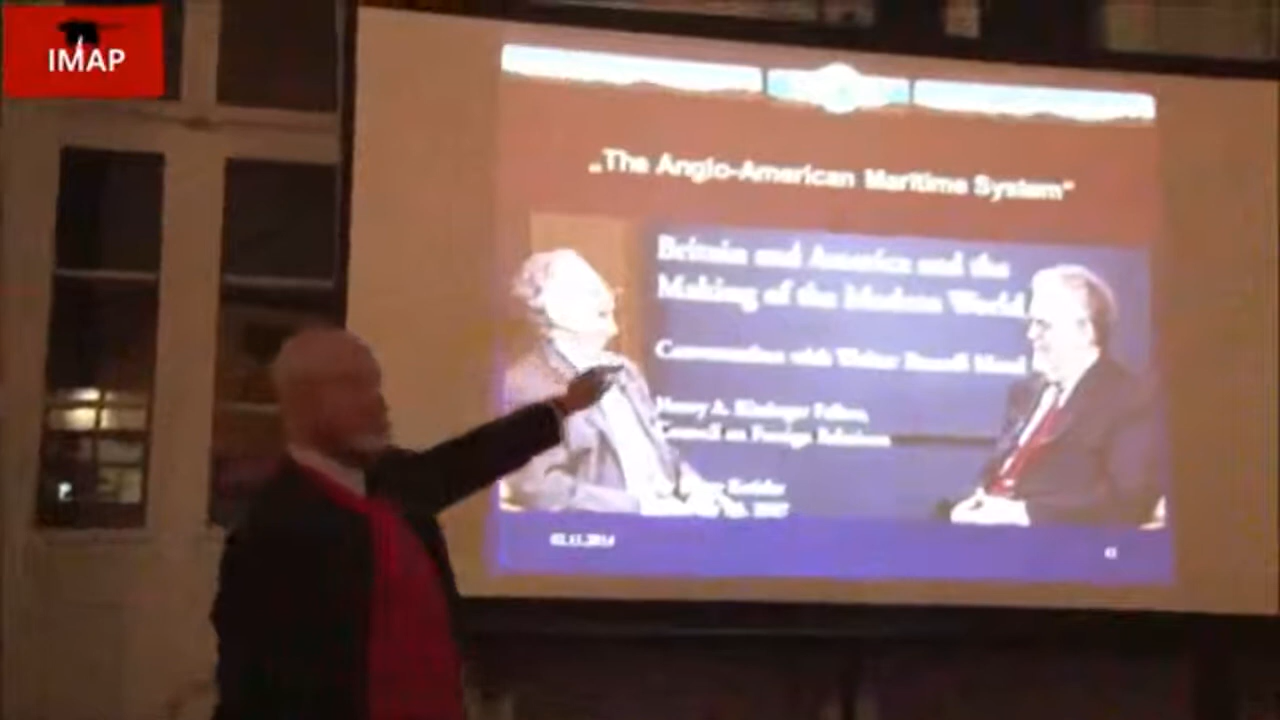 IMAP
„The Anglo-American Maritime System“
Britain and America and the
Making of the Modern World
Conversation with Walter Russell Mead
Henry A. Kissinger Fellow,
Council on Foreign Relations